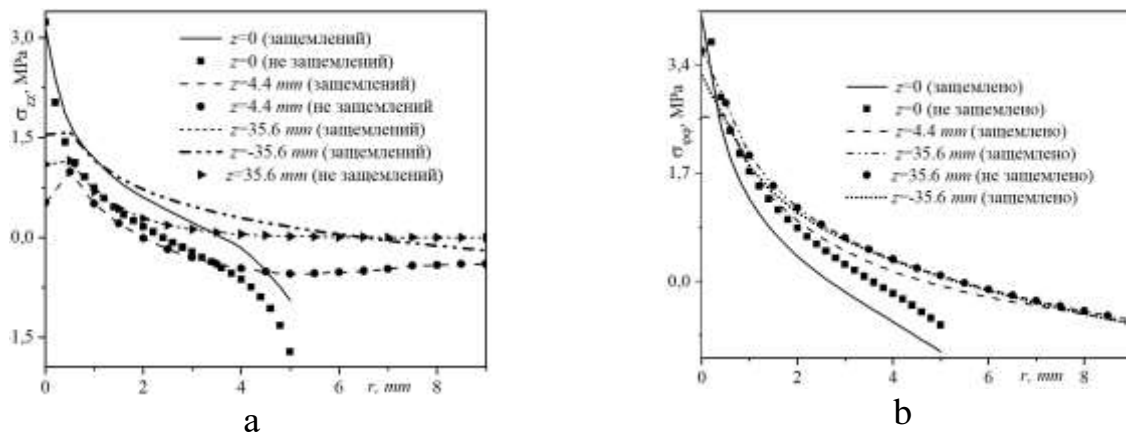 3,0
1,5
0,0
1,5
σzz, MPa
z=0 (защемлений)
z=0 (не защемлений)
z=4.4 mm (защемлений)
z=4.4 mm (не защемлений
z=35.6 mm (защемлений)
z=-35.6 mm (защемлений)
z=35.6 mm (не защемлений)
0 2 4 6 8
r, mm
a
3,4
1,7
0,0
σφφ, MPa
z=0 (защемлено)
z=0 (не защемлено)
z=4.4 mm (защемлено)
z=35.6 mm (защемлено)
z=35.6 mm (не защемлено)
z=-35.6 mm (защемлено)
0 2 4 6 8
r, mm
b